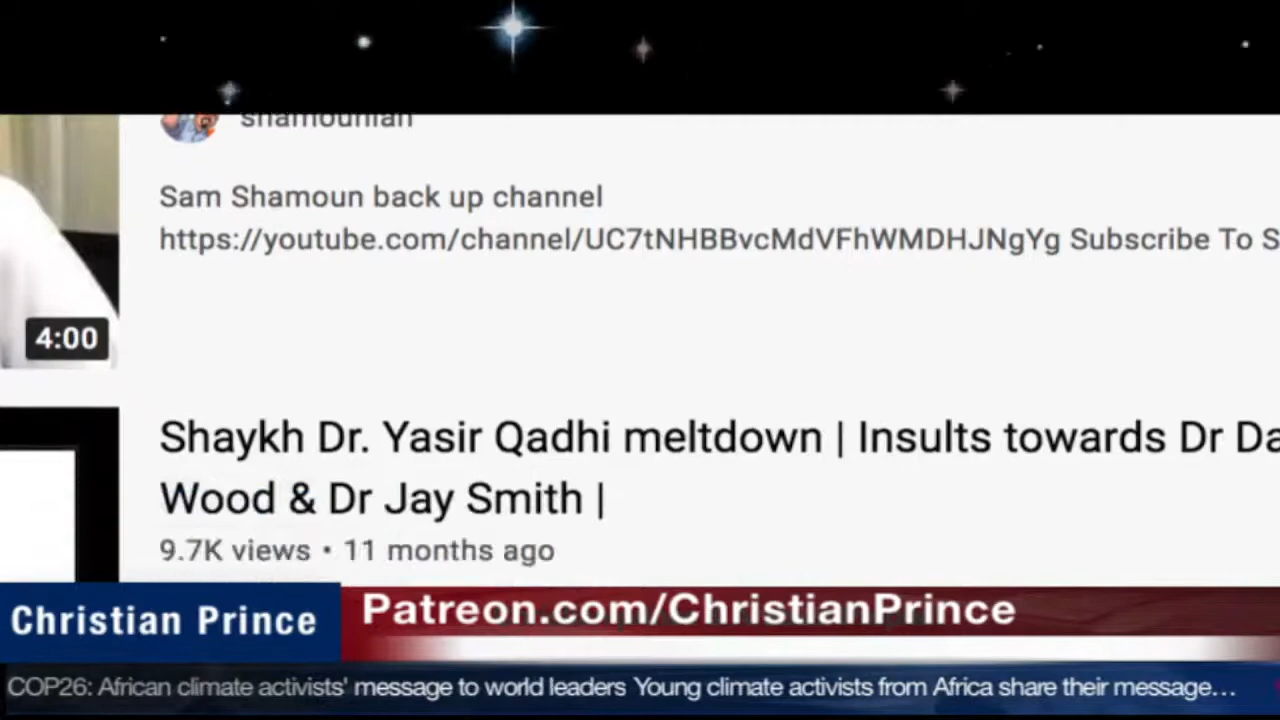 shamounian
Sam Shamoun back up channel
https://youtube.com/channel/UC7tNHBBvcMdVFhWMDHJNgYg Subscribe To S
4:00
Shaykh Dr. Yasir Qadhi meltdown | Insults towards Dr Da
Wood & Dr Jay Smith |
9.7K views • 11 months ago
Christian Prince
Patreon.com/ChristianPrince
COP26: African climate activists' message to world leaders Young climate activists from Africa share their message...